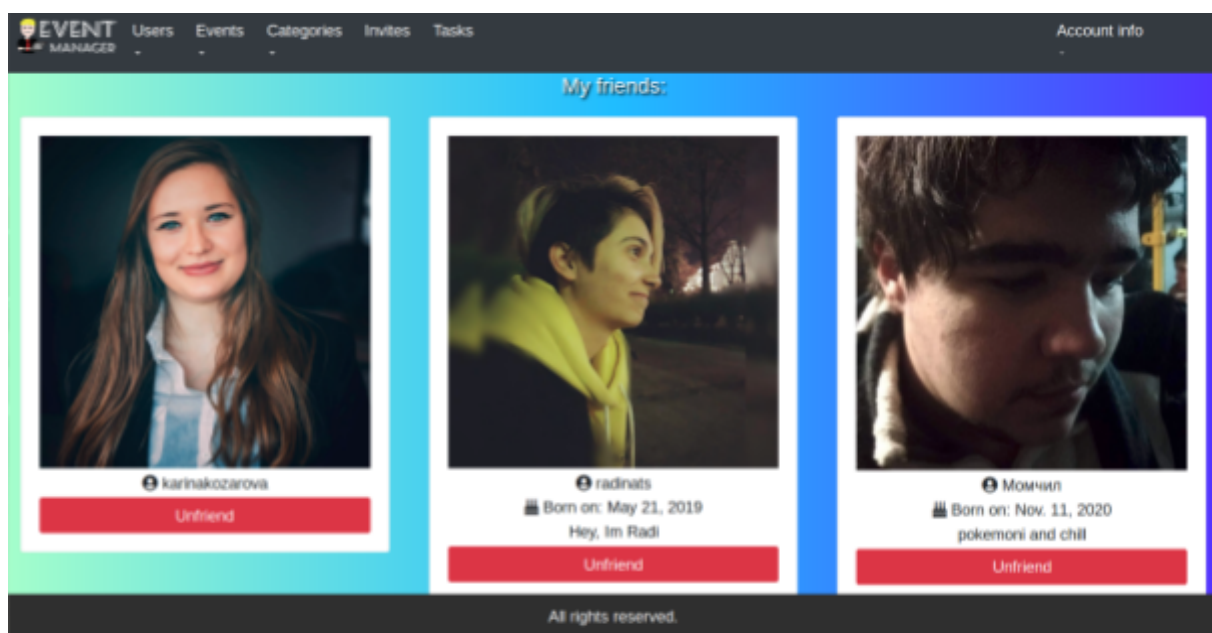 EVENT
MANAGER
Users Events Categories Invites Tasks Account info
My friends:
karinakozarova
Unfriend
radinats
Born on: May 21, 2019
Hey, Im Radi
Unfriend
Момчил
Born on: Nov. 11, 2020
pokemoni and chill
Unfriend
All rights reserved.